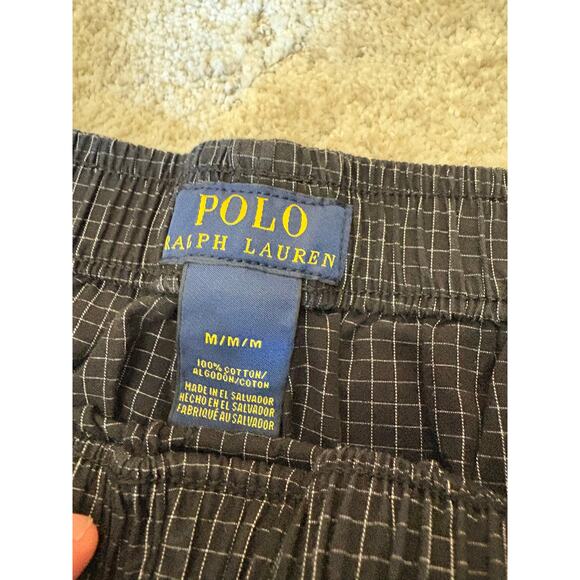 POLO
RALPH LAUREN
M/M/M
100% COTTON/
ALGODÓN/COTON
MADE IN EL SALVADOR
HECHO EN EL SALVADOR
FABRIQUÉ AU SALVADOR